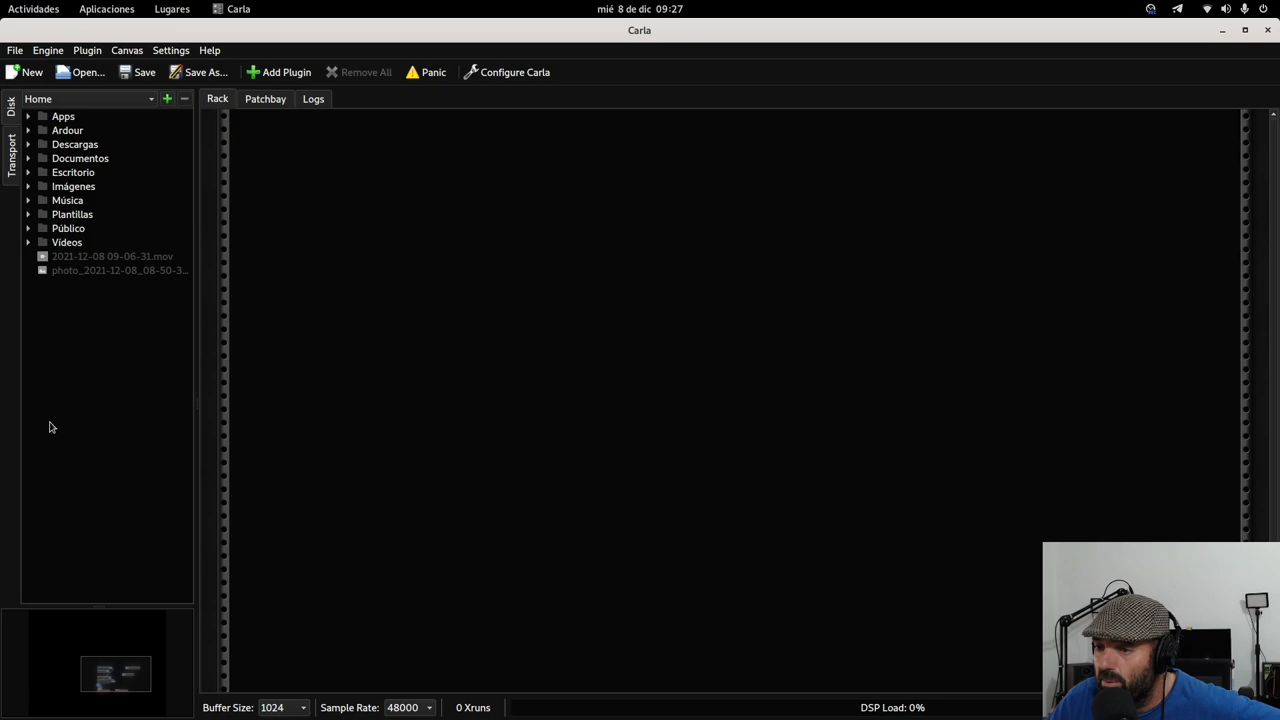 Actividades Aplicaciones Lugares Carla mié 8 de dic 09:27
Carla
File Engine Plugin Canvas Settings Help
New Open... Save Save As... Add Plugin Remove All Panic Configure Carla
Disk
Transport
Home
Rack Patchbay Logs
Apps
Ardour
Descargas
Documentos
Escritorio
Imágenes
Música
Plantillas
Público
Vídeos
2021-12-08 09-06-31.mov
photo_2021-12-08_08-50-3...
Buffer Size: 1024 Sample Rate: 48000 0 Xruns DSP Load: 0%